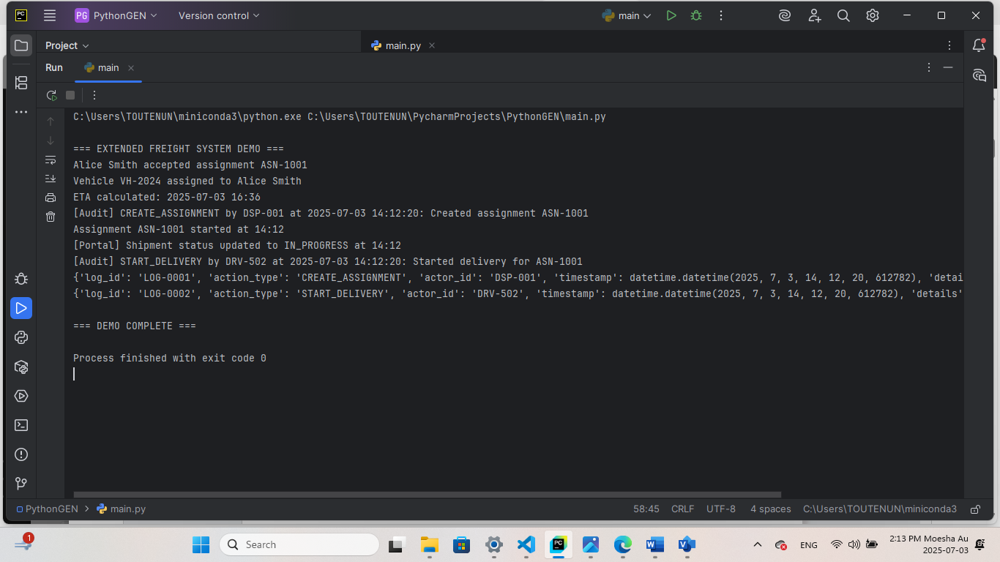 PC
PG PythonGEN
Version control
main
Project
main.py
Run
main
C:\Users\TOUTENUN\miniconda3\python.exe C:\Users\TOUTENUN\PycharmProjects\PythonGEN\main.py
=== EXTENDED FREIGHT SYSTEM DEMO ===
Alice Smith accepted assignment ASN-1001
Vehicle VH-2024 assigned to Alice Smith
ETA calculated: 2025-07-03 16:36
[Audit] CREATE_ASSIGNMENT by DSP-001 at 2025-07-03 14:12:20: Created assignment ASN-1001
Assignment ASN-1001 started at 14:12
[Portal] Shipment status updated to IN_PROGRESS at 14:12
[Audit] START_DELIVERY by DRV-502 at 2025-07-03 14:12:20: Started delivery for ASN-1001
{'log_id': 'LOG-0001', 'action_type': 'CREATE_ASSIGNMENT', 'actor_id': 'DSP-001', 'timestamp': datetime.datetime(2025, 7, 3, 14, 12, 20, 612782), 'detai
{'log_id': 'LOG-0002', 'action_type': 'START_DELIVERY', 'actor_id': 'DRV-502', 'timestamp': datetime.datetime(2025, 7, 3, 14, 12, 20, 612782), 'details'
=== DEMO COMPLETE ===
Process finished with exit code 0
PythonGEN > main.py
58:45 CRLF UTF-8 4 spaces C:\Users\TOUTENUN\miniconda3
1
Search
PC
W
V
ENG
2:13 PM Moesha Au
2025-07-03